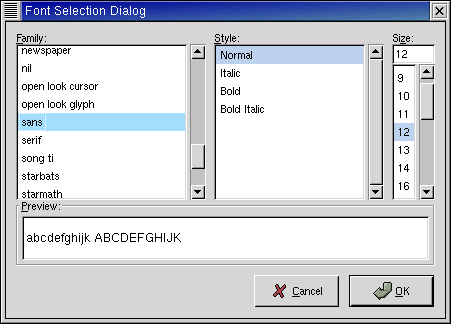 Font Selection Dialog
Family:
newspaper
nil
open look cursor
open look glyph
sans
serif
song ti
starbats
starmath
Style:
Normal
Italic
Bold
Bold Italic
Size:
12
9
10
11
12
13
14
16
Preview:
abcdefghijk ABCDEFGHIJK
Cancel
OK